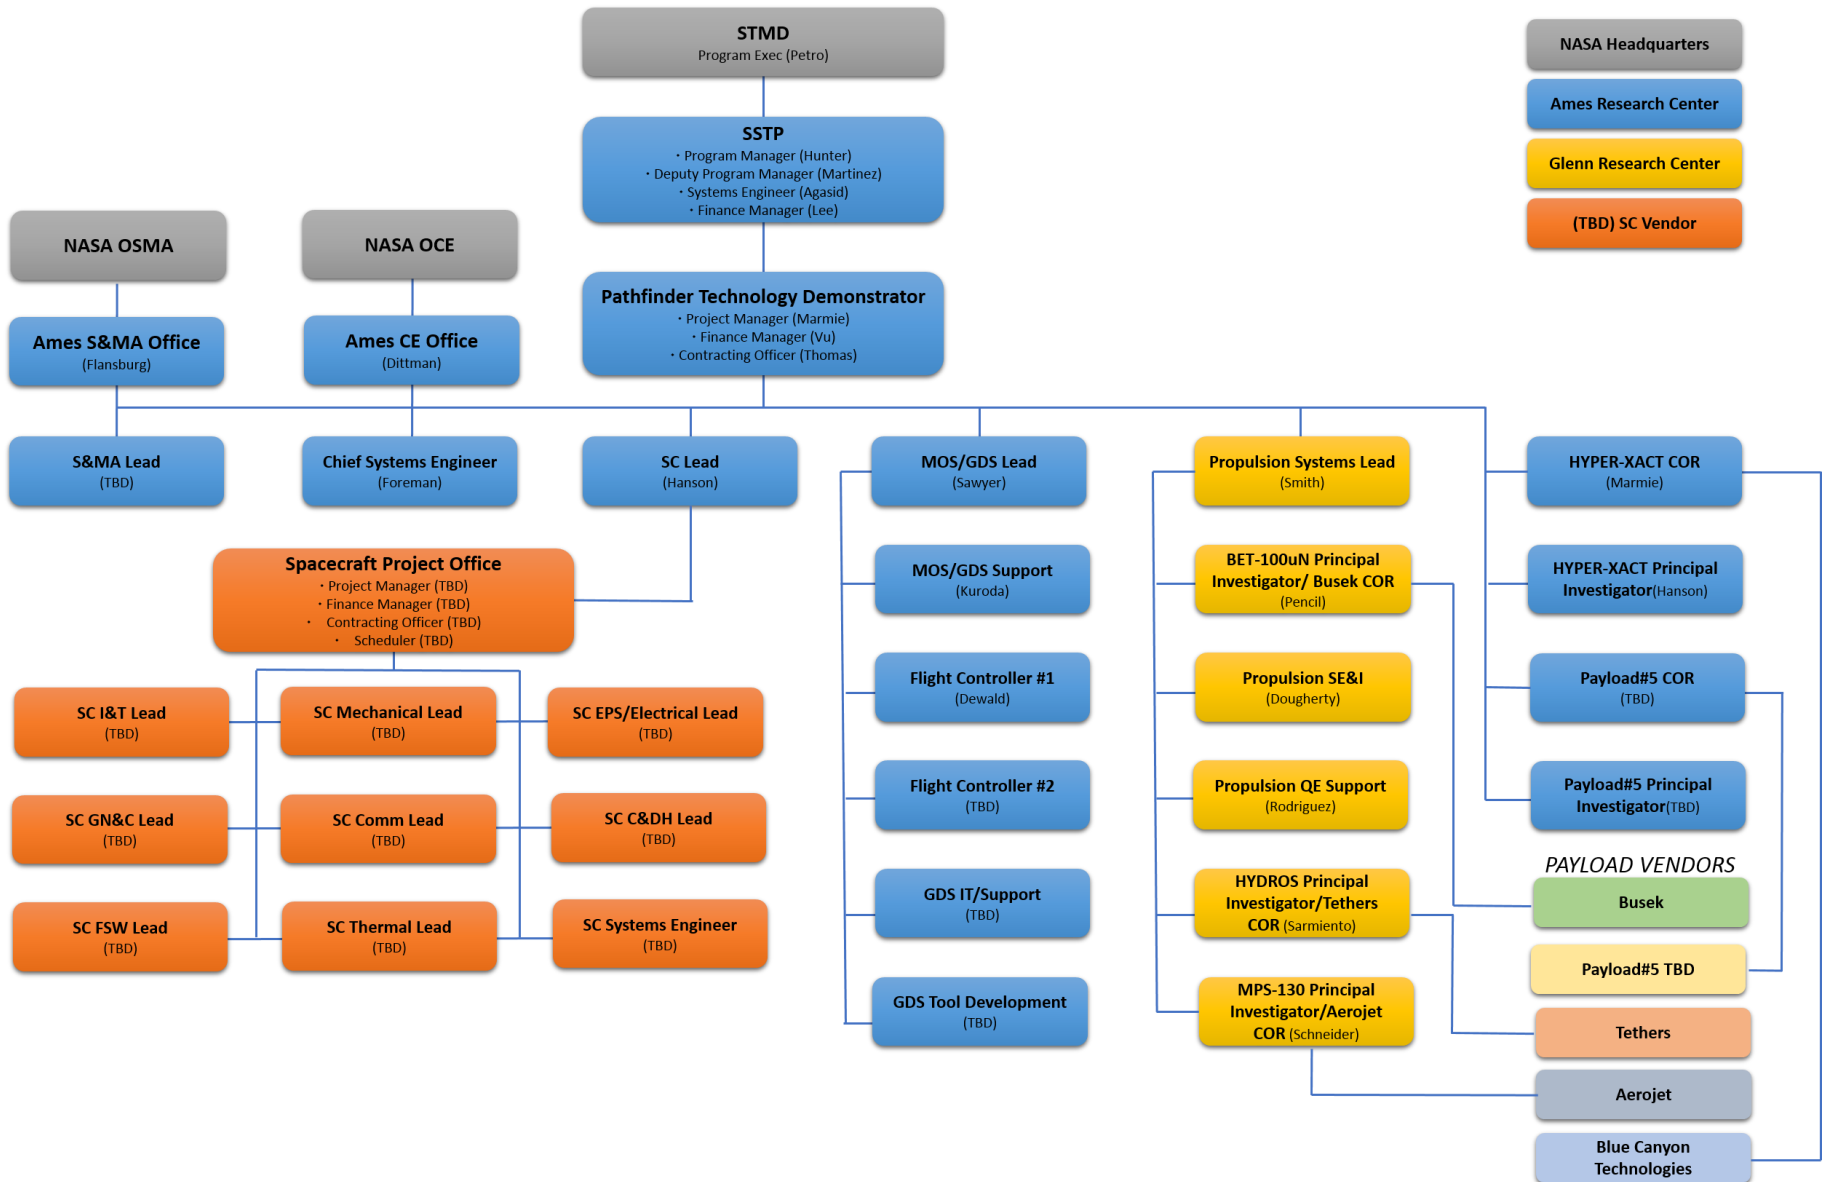 STMD
Program Exec (Petro)
NASA Headquarters
Ames Research Center
Glenn Research Center
(TBD) SC Vendor
SSTP
· Program Manager (Hunter)
· Deputy Program Manager (Martinez)
· Systems Engineer (Agasid)
· Finance Manager (Lee)
NASA OSMA
NASA OCE
Pathfinder Technology Demonstrator
· Project Manager (Marmie)
· Finance Manager (Vu)
· Contracting Officer (Thomas)
Ames S&MA Office
(Flansburg)
Ames CE Office
(Dittman)
S&MA Lead
(TBD)
Chief Systems Engineer
(Foreman)
SC Lead
(Hanson)
MOS/GDS Lead
(Sawyer)
Propulsion Systems Lead
(Smith)
HYPER-XACT COR
(Marmie)
Spacecraft Project Office
· Project Manager (TBD)
· Finance Manager (TBD)
· Contracting Officer (TBD)
· Scheduler (TBD)
SC I&T Lead
(TBD)
SC Mechanical Lead
(TBD)
SC EPS/Electrical Lead
(TBD)
SC GN&C Lead
(TBD)
SC Comm Lead
(TBD)
SC C&DH Lead
(TBD)
SC FSW Lead
(TBD)
SC Thermal Lead
(TBD)
SC Systems Engineer
(TBD)
MOS/GDS Support
(Kuroda)
Flight Controller #1
(Dewald)
Flight Controller #2
(TBD)
GDS IT/Support
(TBD)
GDS Tool Development
(TBD)
BET-100uN Principal
Investigator/ Busek COR
(Pencil)
Propulsion SE&I
(Dougherty)
Propulsion QE Support
(Rodriguez)
HYDROS Principal
Investigator/Tethers
COR (Sarmiento)
MPS-130 Principal
Investigator/Aerojet
COR (Schneider)
HYPER-XACT Principal
Investigator(Hanson)
Payload#5 COR
(TBD)
Payload#5 Principal
Investigator(TBD)
PAYLOAD VENDORS
Busek
Payload#5 TBD
Tethers
Aerojet
Blue Canyon
Technologies